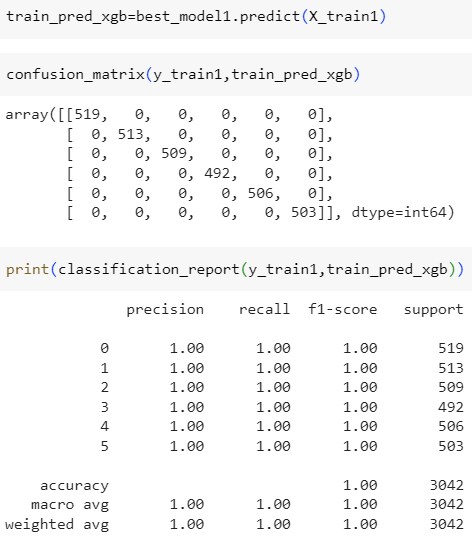 train_pred_xgb=best_model1.predict(X_train1)
confusion_matrix(y_train1,train_pred_xgb)
array([[519,   0,   0,   0,   0,   0],
       [  0, 513,   0,   0,   0,   0],
       [  0,   0, 509,   0,   0,   0],
       [  0,   0,   0, 492,   0,   0],
       [  0,   0,   0,   0, 506,   0],
       [  0,   0,   0,   0,   0, 503]], dtype=int64)
print(classification_report(y_train1,train_pred_xgb))
              precision    recall  f1-score   support
           0       1.00      1.00      1.00       519
           1       1.00      1.00      1.00       513
           2       1.00      1.00      1.00       509
           3       1.00      1.00      1.00       492
           4       1.00      1.00      1.00       506
           5       1.00      1.00      1.00       503
    accuracy                           1.00      3042
   macro avg       1.00      1.00      1.00      3042
weighted avg       1.00      1.00      1.00      3042